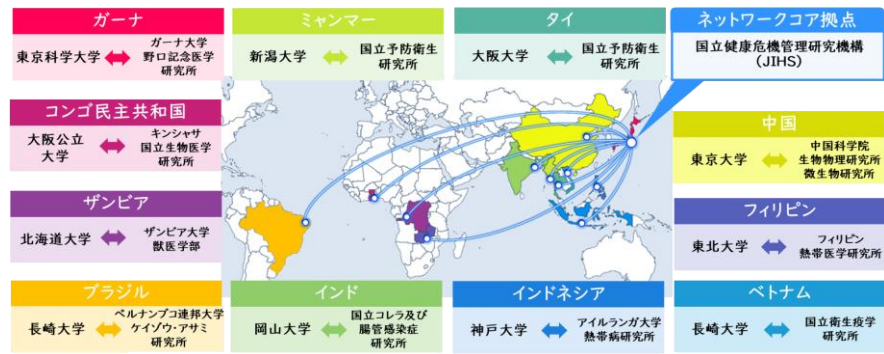 ガーナ
東京科学大学
ガーナ大学
野口記念医学
研究所
ミャンマー
新潟大学
国立予防衛生
研究所
タイ
大阪大学
国立予防衛生
研究所
ネットワークコア拠点
国立健康危機管理研究機構
(JIHS)
コンゴ民主共和国
大阪公立
大学
キンシャサ
国立生物医学
研究所
中国
東京大学
中国科学院
生物物理研究所
微生物研究所
ザンビア
北海道大学
ザンビア大学
獣医学部
フィリピン
東北大学
フィリピン
熱帯医学研究所
ブラジル
長崎大学
ペルナンブコ連邦大学
ケイゾウ・アサミ
研究所
インド
岡山大学
国立コレラ及び
腸管感染症
研究所
インドネシア
神戸大学
アイルランガ大学
熱帯病研究所
ベトナム
長崎大学
国立衛生疫学
研究所